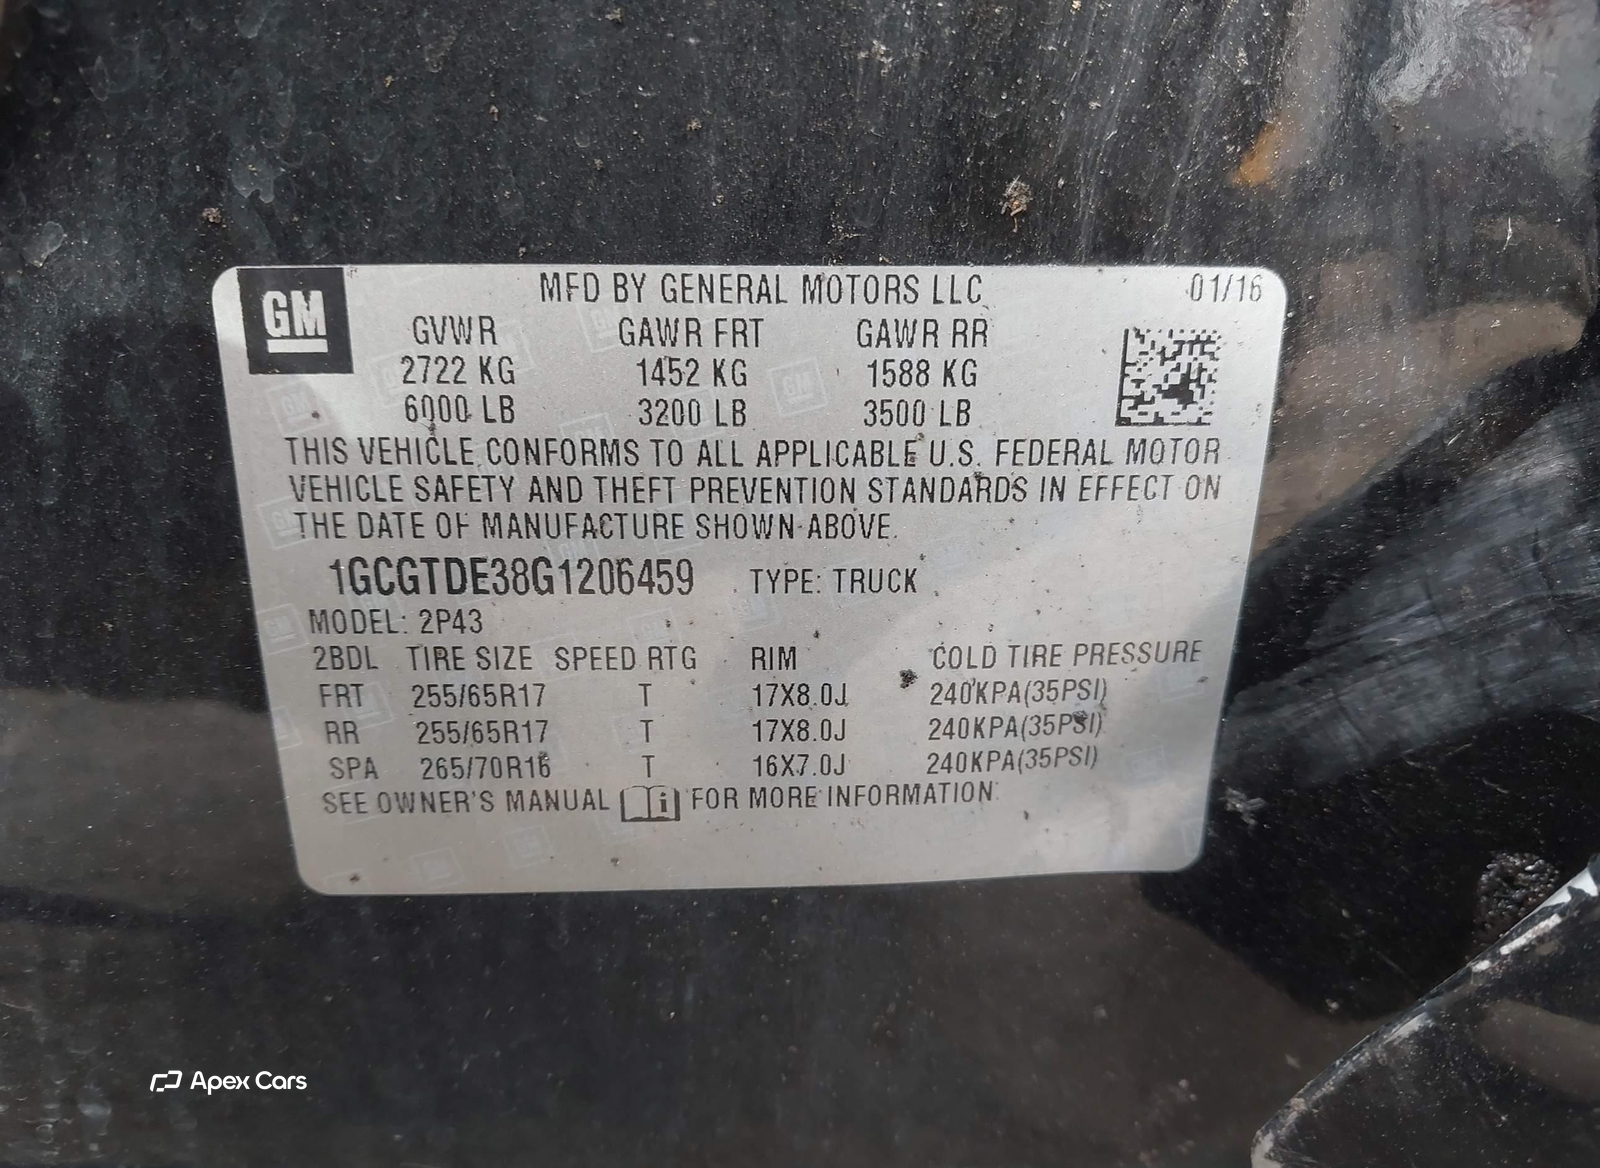 GM
MFD BY GENERAL MOTORS LLC 01/16
GVWR GAWR FRT GAWR RR
2722 KG 1452 KG 1588 KG
6000 LB 3200 LB 3500 LB
THIS VEHICLE CONFORMS TO ALL APPLICABLE U.S. FEDERAL MOTOR
VEHICLE SAFETY AND THEFT PREVENTION STANDARDS IN EFFECT ON
THE DATE OF MANUFACTURE SHOWN ABOVE.
1GCGTDE38G1206459 TYPE: TRUCK
MODEL: 2P43
2BDL TIRE SIZE SPEED RTG RIM COLD TIRE PRESSURE
FRT 255/65R17 T 17X8.0J 240KPA(35PSI)
RR 255/65R17 T 17X8.0J 240KPA(35PSI)
SPA 265/70R16 T 16X7.0J 240KPA(35PSI)
SEE OWNER'S MANUAL i FOR MORE INFORMATION.
Apex Cars